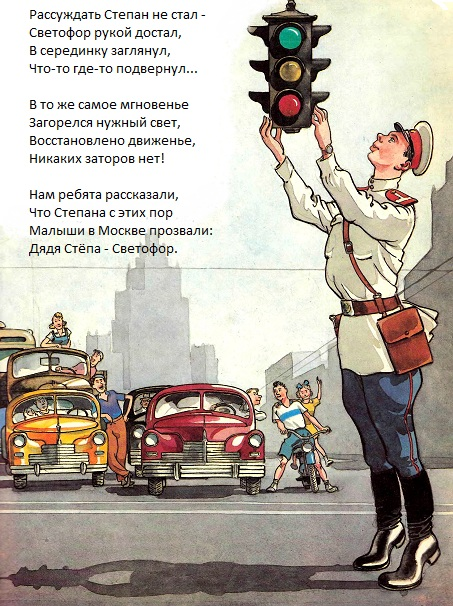 Рассуждать Степан не стал -
Светофор рукой достал,
В серединку заглянул,
Что-то где-то подвернул...
В то же самое мгновенье
Загорелся нужный свет,
Восстановлено движенье,
Никаких заторов нет!
Нам ребята рассказали,
Что Степана с этих пор
Малыши в Москве прозвали:
Дядя Стёпа - Светофор.